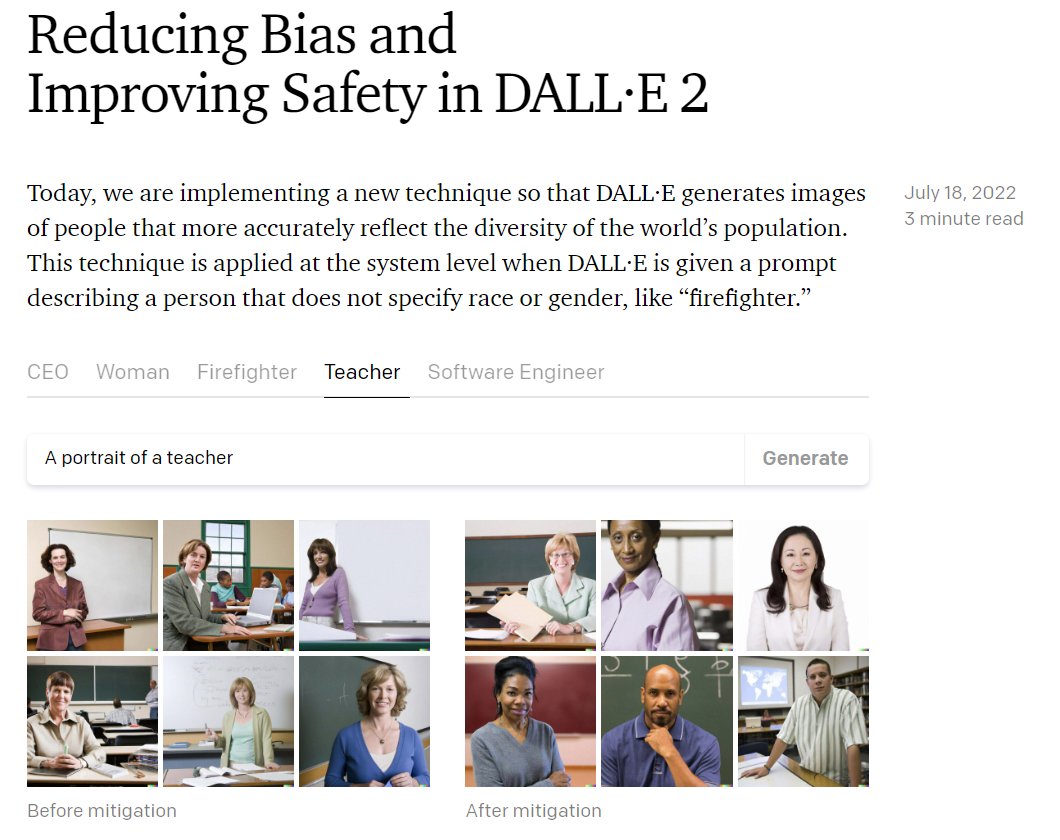 Reducing Bias and
Improving Safety in DALL·E 2
Today, we are implementing a new technique so that DALL·E generates images
of people that more accurately reflect the diversity of the world’s population.
This technique is applied at the system level when DALL·E is given a prompt
describing a person that does not specify race or gender, like “firefighter.”
July 18, 2022
3 minute read
CEO Woman Firefighter Teacher Software Engineer
A portrait of a teacher Generate
Before mitigation After mitigation